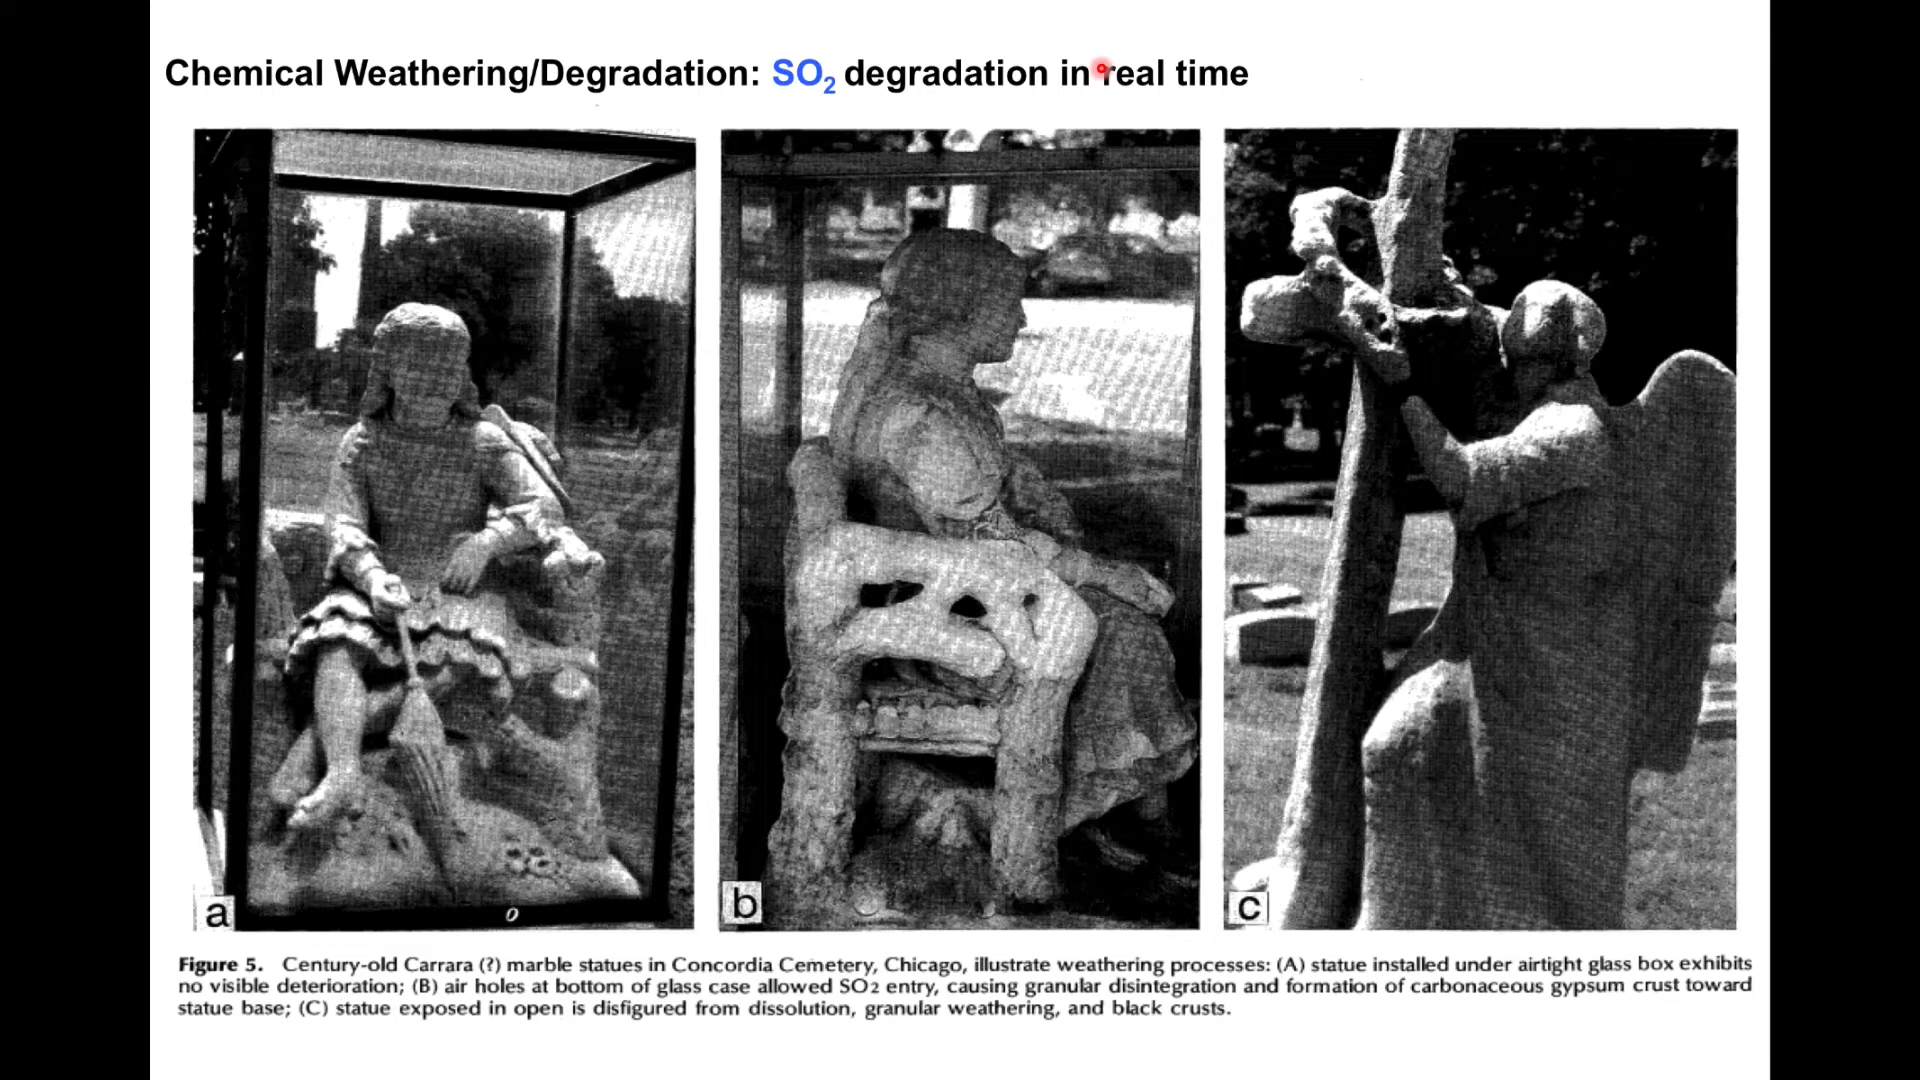 Chemical Weathering/Degradation: SO2 degradation in real time
a
b
c
Figure 5. Century-old Carrara (?) marble statues in Concordia Cemetery, Chicago, illustrate weathering processes: (A) statue installed under airtight glass box exhibits
no visible deterioration; (B) air holes at bottom of glass case allowed SO2 entry, causing granular disintegration and formation of carbonaceous gypsum crust toward
statue base; (C) statue exposed in open is disfigured from dissolution, granular weathering, and black crusts.